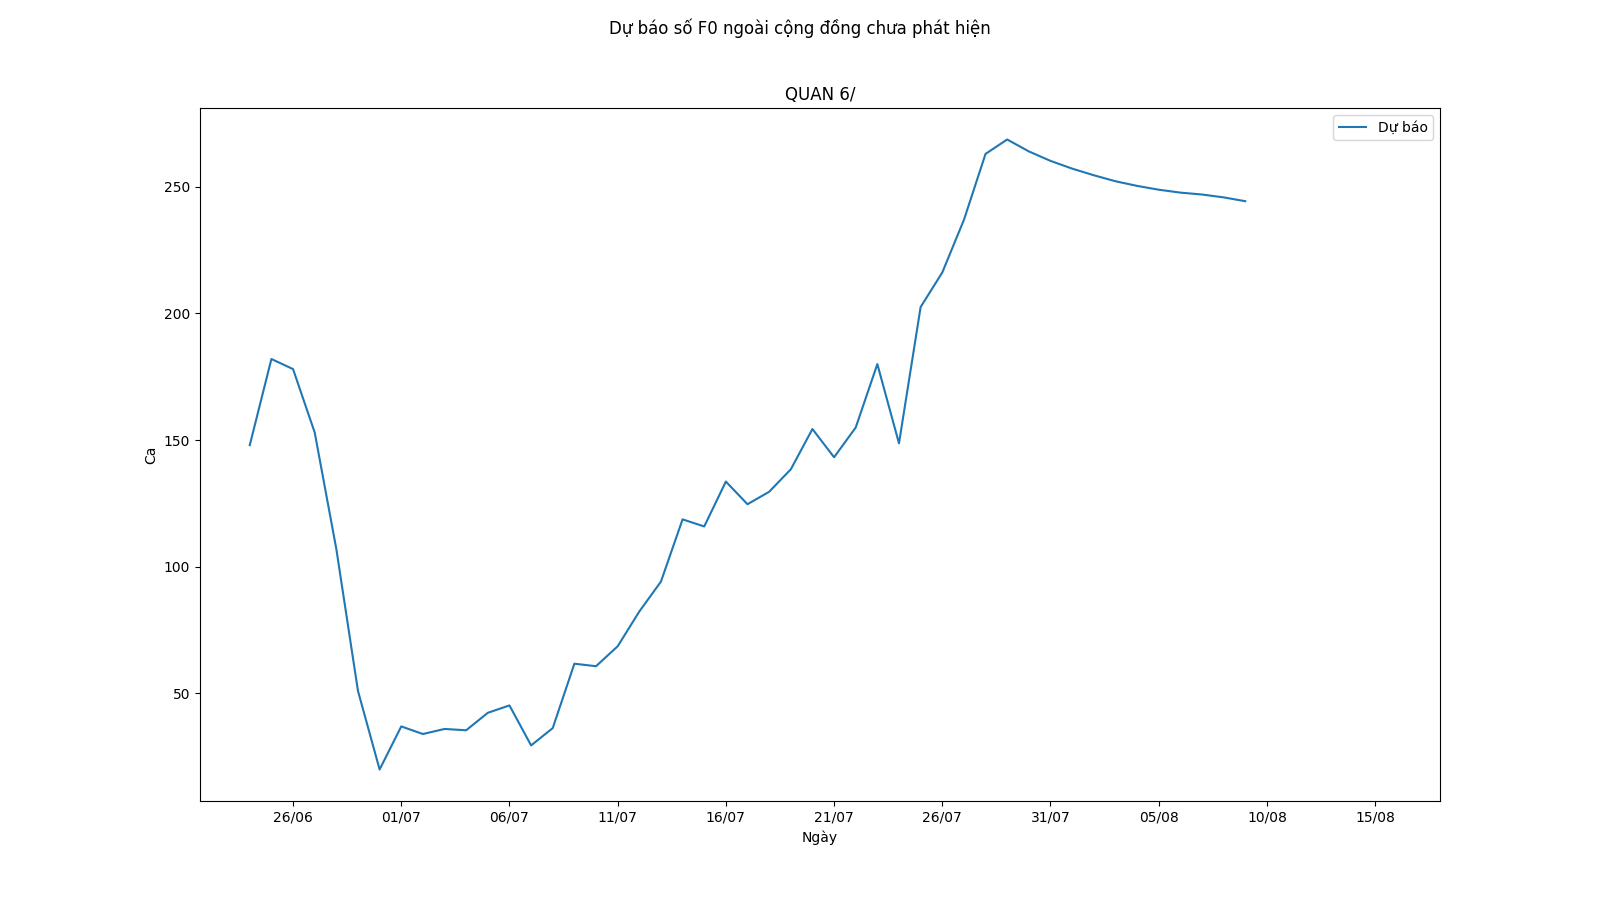 Dự báo số F0 ngoài cộng đồng chưa phát hiện
QUAN 6/
Dự báo
250
200
150
100
50
Ca
26/06 01/07 06/07 11/07 16/07 21/07 26/07 31/07 05/08 10/08 15/08
Ngày